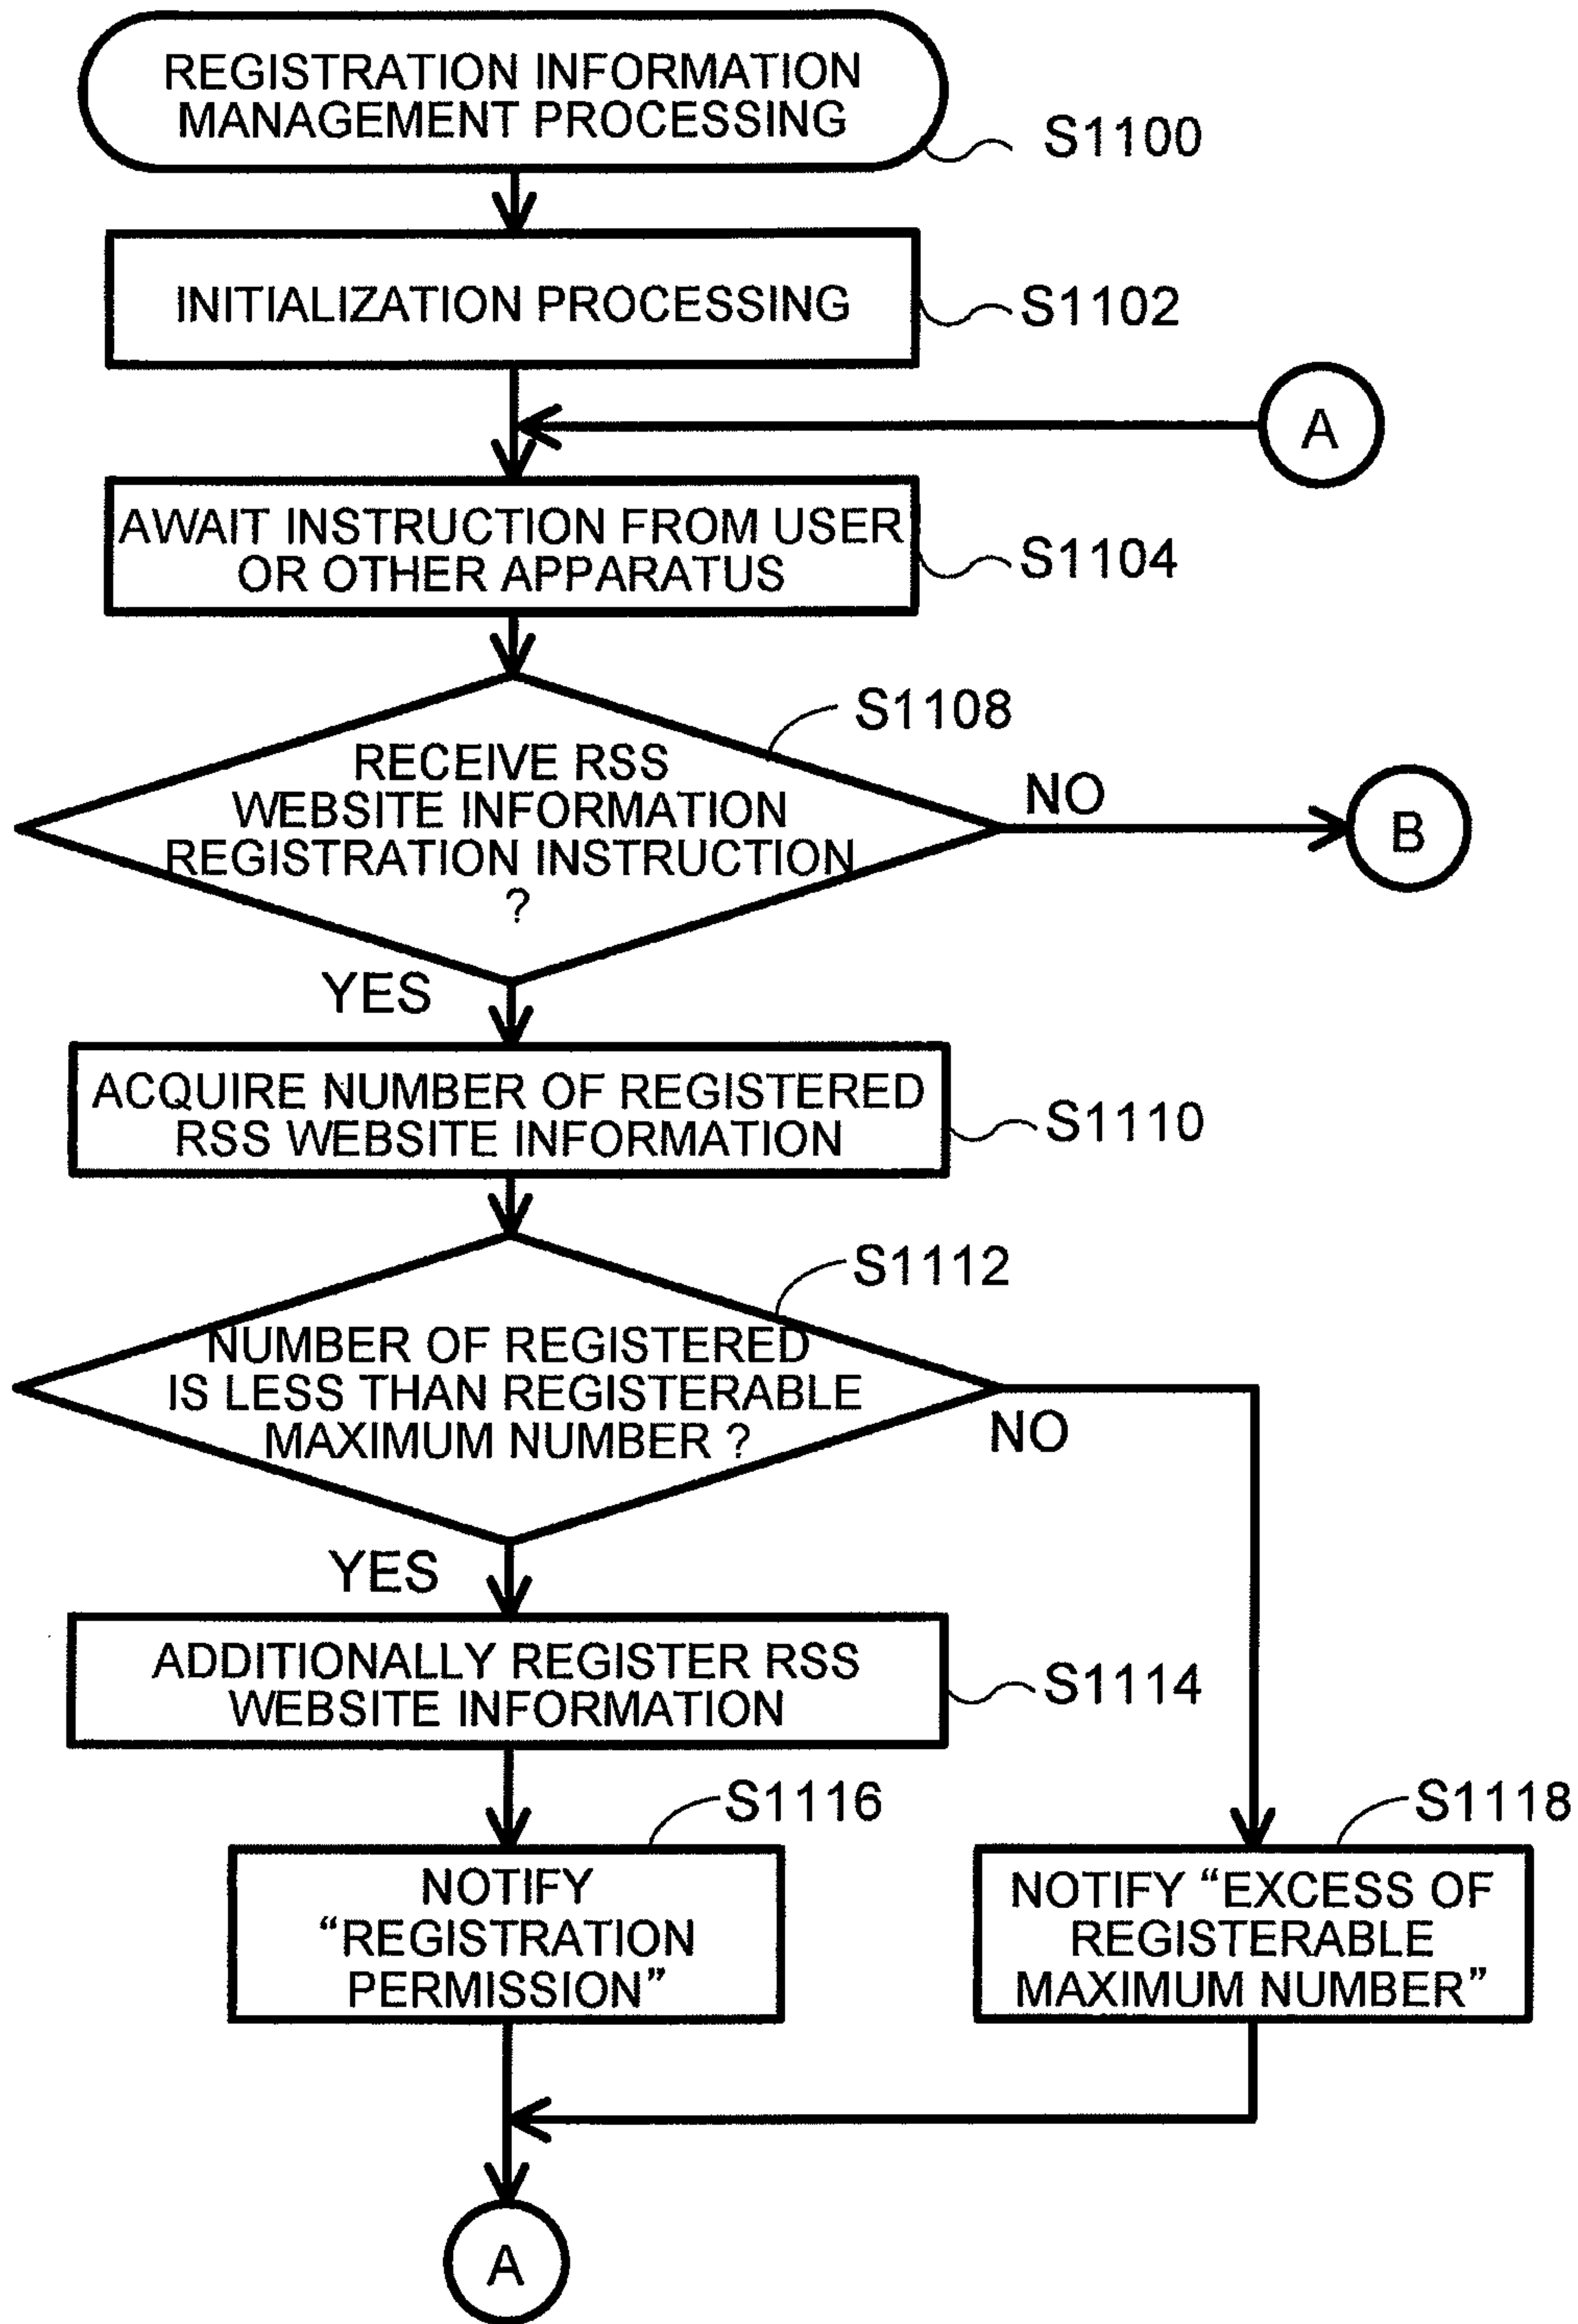 REGISTRATION INFORMATION
MANAGEMENT PROCESSING
S1100
INITIALIZATION PROCESSING
S1102
A
AWAIT INSTRUCTION FROM USER
OR OTHER APPARATUS
S1104
S1108
RECEIVE RSS
WEBSITE INFORMATION
REGISTRATION INSTRUCTION
?
NO
B
YES
ACQUIRE NUMBER OF REGISTERED
RSS WEBSITE INFORMATION
S1110
S1112
NUMBER OF REGISTERED
IS LESS THAN REGISTERABLE
MAXIMUM NUMBER ?
NO
YES
ADDITIONALLY REGISTER RSS
WEBSITE INFORMATION
S1114
S1116
NOTIFY
“REGISTRATION
PERMISSION”
S1118
NOTIFY “EXCESS OF
REGISTERABLE
MAXIMUM NUMBER”
A